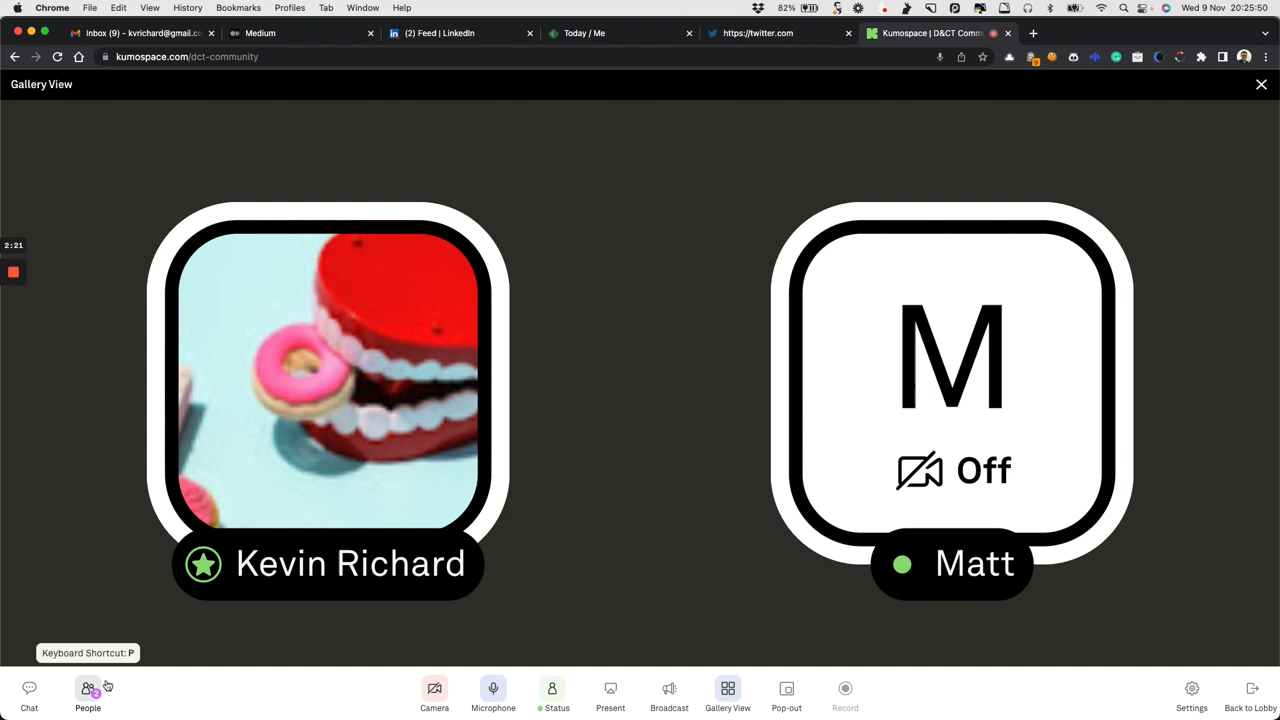 Chrome File Edit View History Bookmarks Profiles Tab Window Help 82% Wed 9 Nov 20:25:50
Inbox (9) - kvrichard@gmail.c Medium (2) Feed | LinkedIn Today / Me https://twitter.com Kumospace | D&CT Comm
kumospace.com/dct-community
Gallery View
2:21
M
Off
Kevin Richard
Matt
Keyboard Shortcut: P
2
Chat People Camera Microphone Status Present Broadcast Gallery View Pop-out Record Settings Back to Lobby